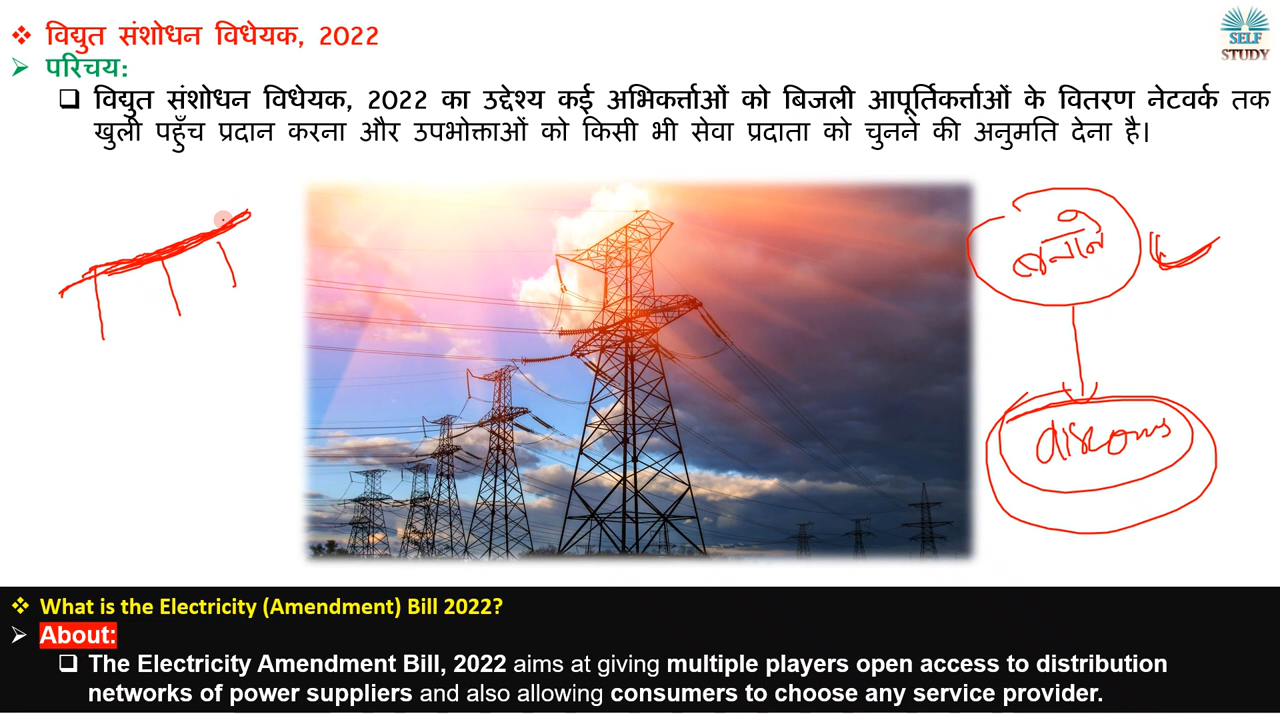 ❖ विद्युत संशोधन विधेयक, 2022
➢ परिचय:
❑ विद्युत संशोधन विधेयक, 2022 का उद्देश्य कई अभिकर्त्ताओं को बिजली आपूर्तिकर्त्ताओं के वितरण नेटवर्क तक
खुली पहुँच प्रदान करना और उपभोक्ताओं को किसी भी सेवा प्रदाता को चुनने की अनुमति देना है।
SELF
STUDY
बनाने
discoms
❖ What is the Electricity (Amendment) Bill 2022?
➢ About:
❑ The Electricity Amendment Bill, 2022 aims at giving multiple players open access to distribution
networks of power suppliers and also allowing consumers to choose any service provider.